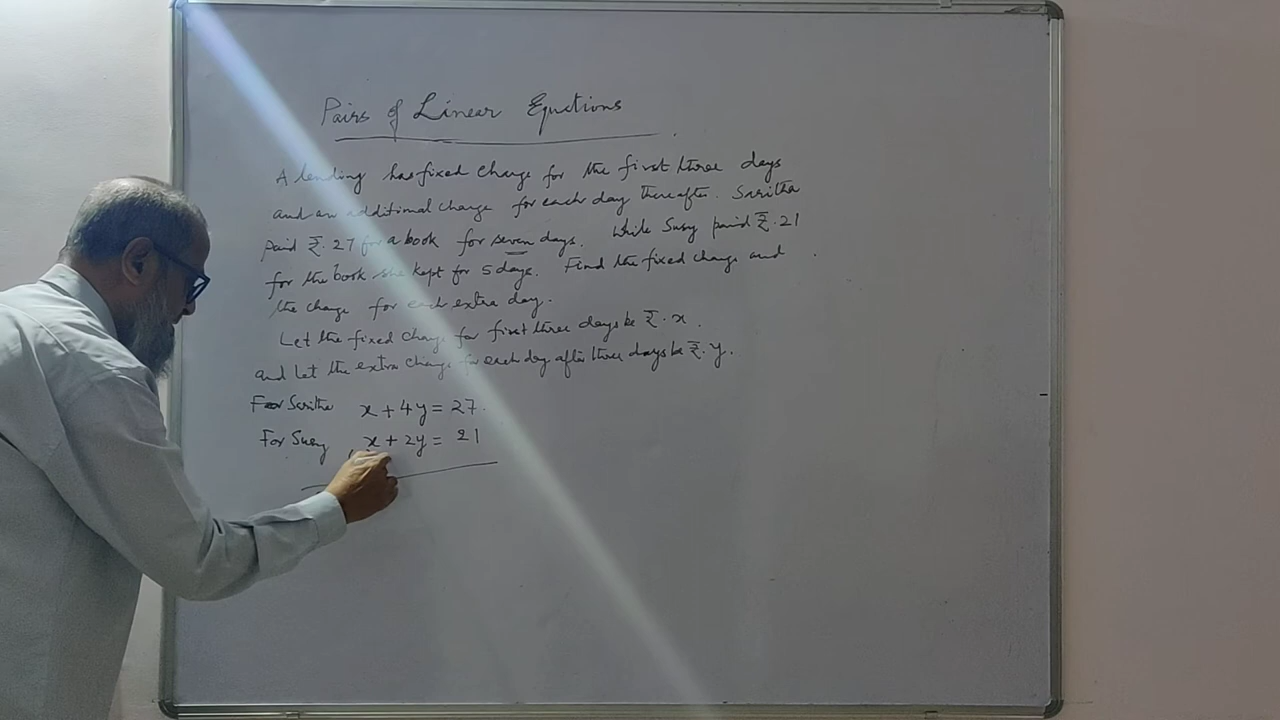 Pairs of Linear Equations
A lending has fixed charge for the first three days
and an additional charge for each day thereafter. Saritha
paid ₹. 27 for a book for seven days. While Susy paid ₹. 21
for the book she kept for 5 days. Find the fixed charge and
the charge for each extra day.
Let the fixed charge for first three days be ₹. x.
and let the extra charge for each day after three days be ₹. y.
For Saritha x + 4y = 27.
For Susy x + 2y = 21